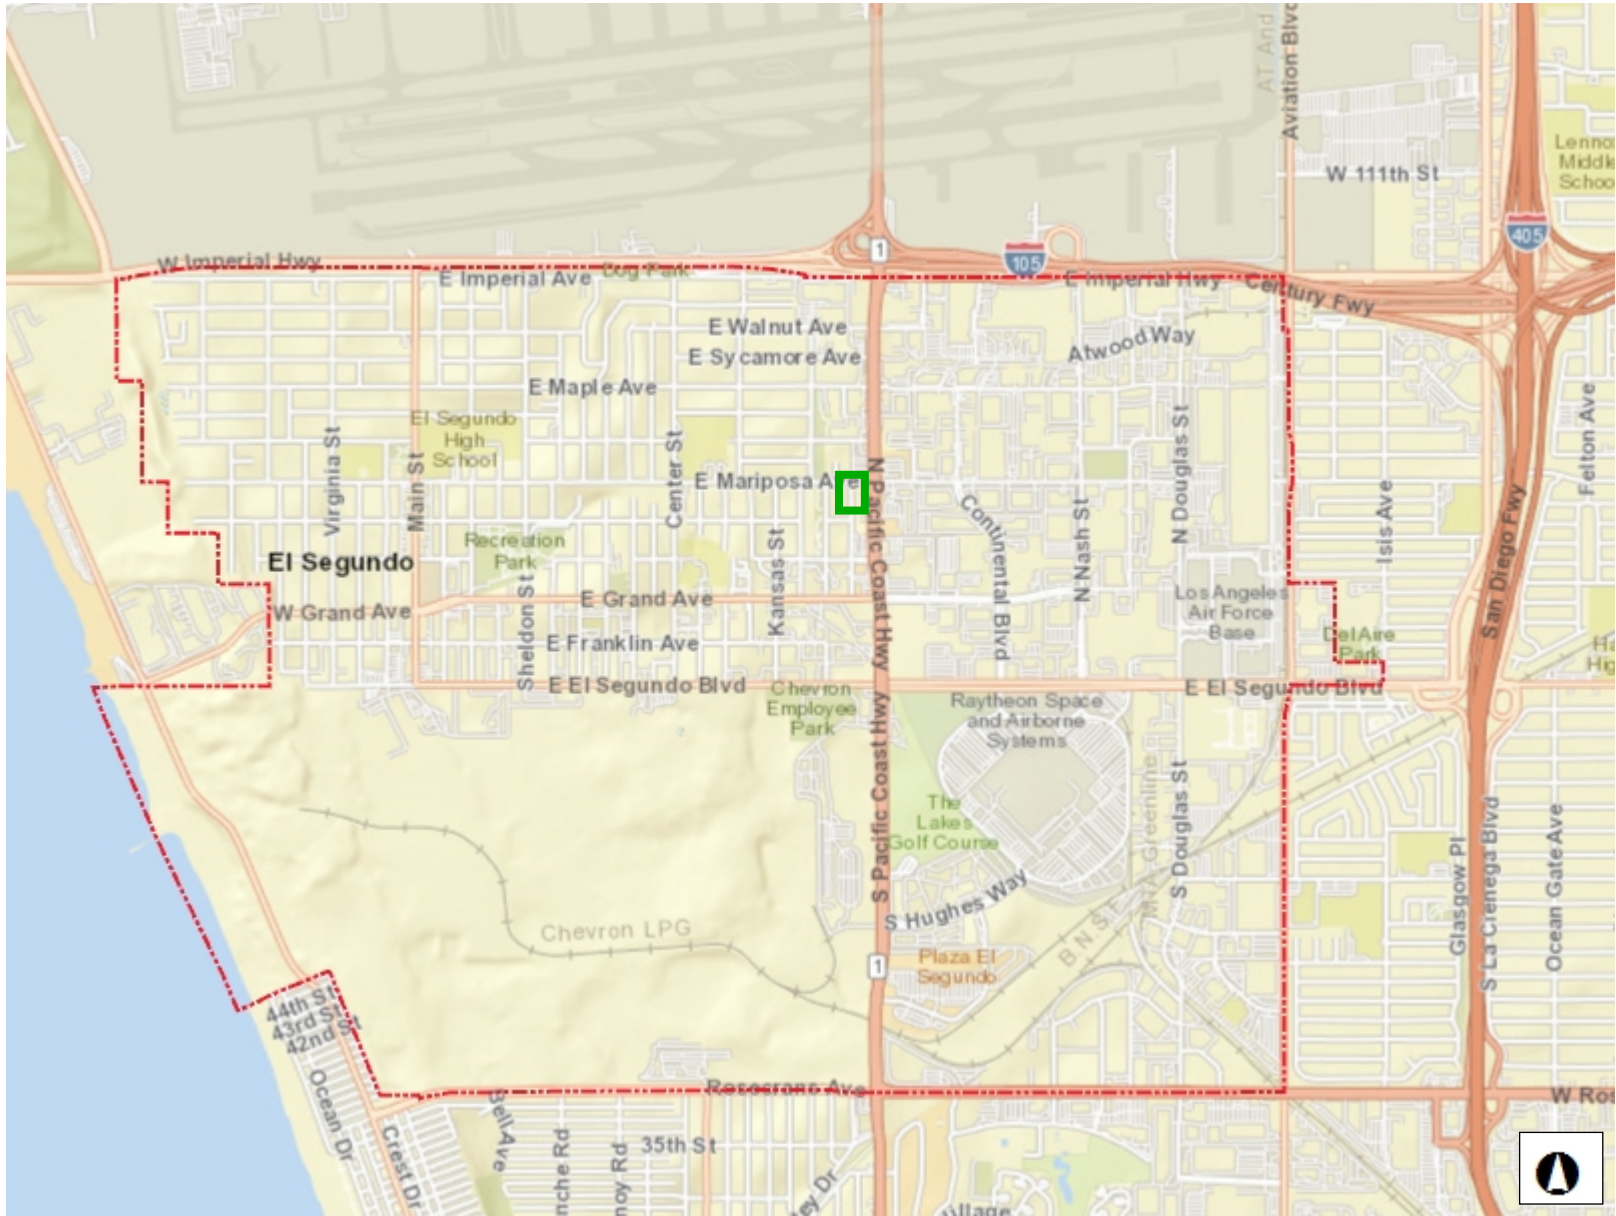 AT And
Aviation Blvd
Lennox
Middle
School
W 111th St
1
405
W Imperial Hwy
105
Dog Park
E Imperial Ave
E Imperial Hwy
Century Fwy
E Walnut Ave
Atwood Way
E Sycamore Ave
E Maple Ave
El Segundo
High
School
Virginia St
Main St
Center St
E Mariposa Ave
N Pacific Coast Hwy
N Douglas St
Felton Ave
Isis Ave
San Diego Fwy
Continental Blvd
N Nash St
Recreation
Park
El Segundo
Kansas St
Sheldon St
E Grand Ave
W Grand Ave
Los Angeles
Air Force
Base
E Franklin Ave
Del Aire
Park
E El Segundo Blvd
E El Segundo Blvd
Chevron
Employee
Park
Raytheon Space
and Airborne
Systems
S Pacific Coast Hwy
The
Lakes
Golf Course
S Douglas St
S Hughes Way
Glasgow Pl
S La Cienega Blvd
Ocean Gate Ave
Chevron LPG
B.N.S.F.
Plaza El
Segundo
1
44th St
43rd St
42nd St
Rosecrans Ave
Ocean Dr
Crest Dr
Bell Ave
35th St